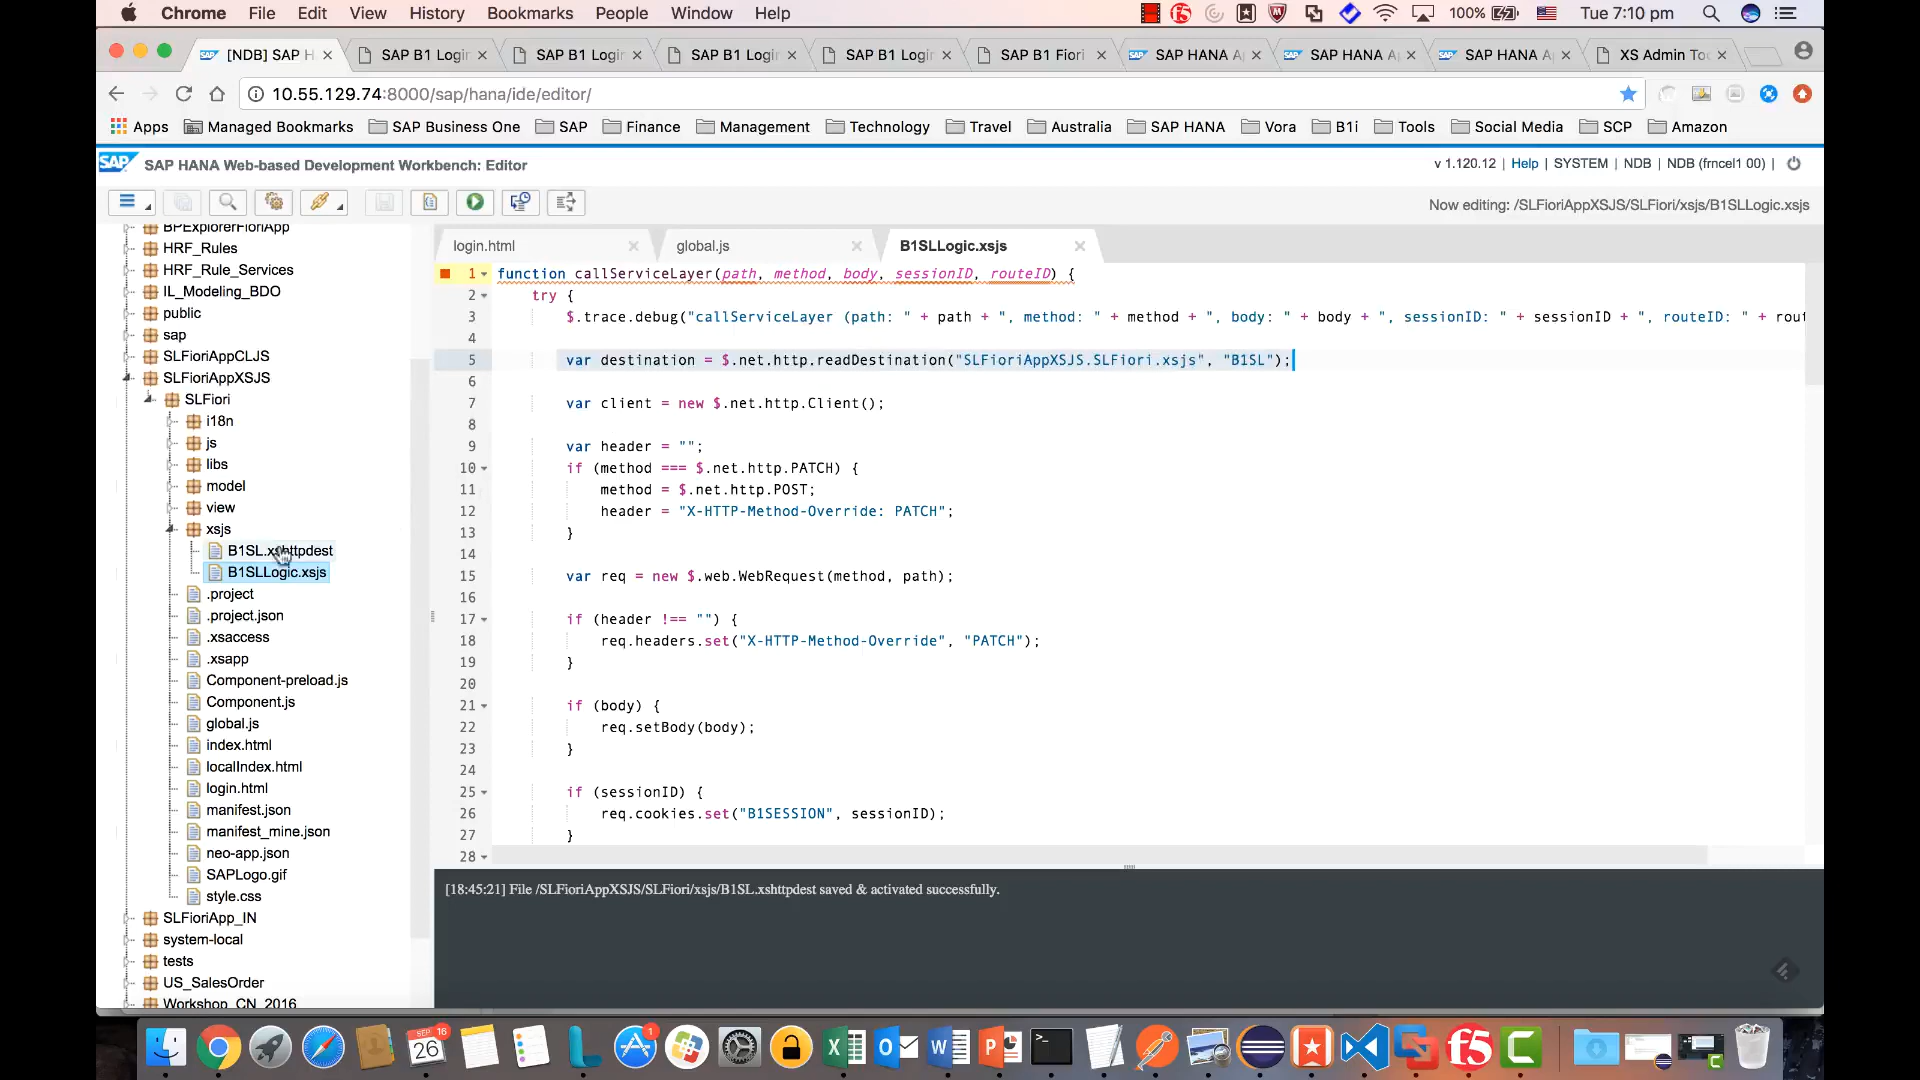 Chrome File Edit View History Bookmarks People Window Help 100% Tue 7:10 pm
[NDB] SAP H SAP B1 Login SAP B1 Login SAP B1 Login SAP B1 Login SAP B1 Fiori SAP HANA A SAP HANA A SAP HANA A XS Admin To
10.55.129.74:8000/sap/hana/ide/editor/
Apps Managed Bookmarks SAP Business One SAP Finance Management Technology Travel Australia SAP HANA Vora B1i Tools Social Media SCP Amazon
SAP SAP HANA Web-based Development Workbench: Editor v 1.120.12 | Help | SYSTEM | NDB | NDB (frncel1 00) |
Now editing: /SLFioriAppXSJS/SLFiori/xsjs/B1SLLogic.xsjs
BPExplorerFioriApp
HRF_Rules
HRF_Rule_Services
IL_Modeling_BDO
public
sap
SLFioriAppCLJS
SLFioriAppXSJS
SLFiori
i18n
js
libs
model
view
xsjs
B1SL.xshttpdest
B1SLLogic.xsjs
.project
.project.json
.xsaccess
.xsapp
Component-preload.js
Component.js
global.js
index.html
localIndex.html
login.html
manifest.json
manifest_mine.json
neo-app.json
SAPLogo.gif
style.css
SLFioriApp_IN
system-local
tests
US_SalesOrder
Workshop_CN_2016
login.html global.js B1SLLogic.xsjs
1 function callServiceLayer(path, method, body, sessionID, routeID) {
2 try {
3 $.trace.debug("callServiceLayer (path: " + path + ", method: " + method + ", body: " + body + ", sessionID: " + sessionID + ", routeID: " + rout
4
5 var destination = $.net.http.readDestination("SLFioriAppXSJS.SLFiori.xsjs", "B1SL");
6
7 var client = new $.net.http.Client();
8
9 var header = "";
10 if (method === $.net.http.PATCH) {
11 method = $.net.http.POST;
12 header = "X-HTTP-Method-Override: PATCH";
13 }
14
15 var req = new $.web.WebRequest(method, path);
16
17 if (header !== "") {
18 req.headers.set("X-HTTP-Method-Override", "PATCH");
19 }
20
21 if (body) {
22 req.setBody(body);
23 }
24
25 if (sessionID) {
26 req.cookies.set("B1SESSION", sessionID);
27 }
28
[18:45:21] File /SLFioriAppXSJS/SLFiori/xsjs/B1SL.xshttpdest saved & activated successfully.
SEP 26 16 1